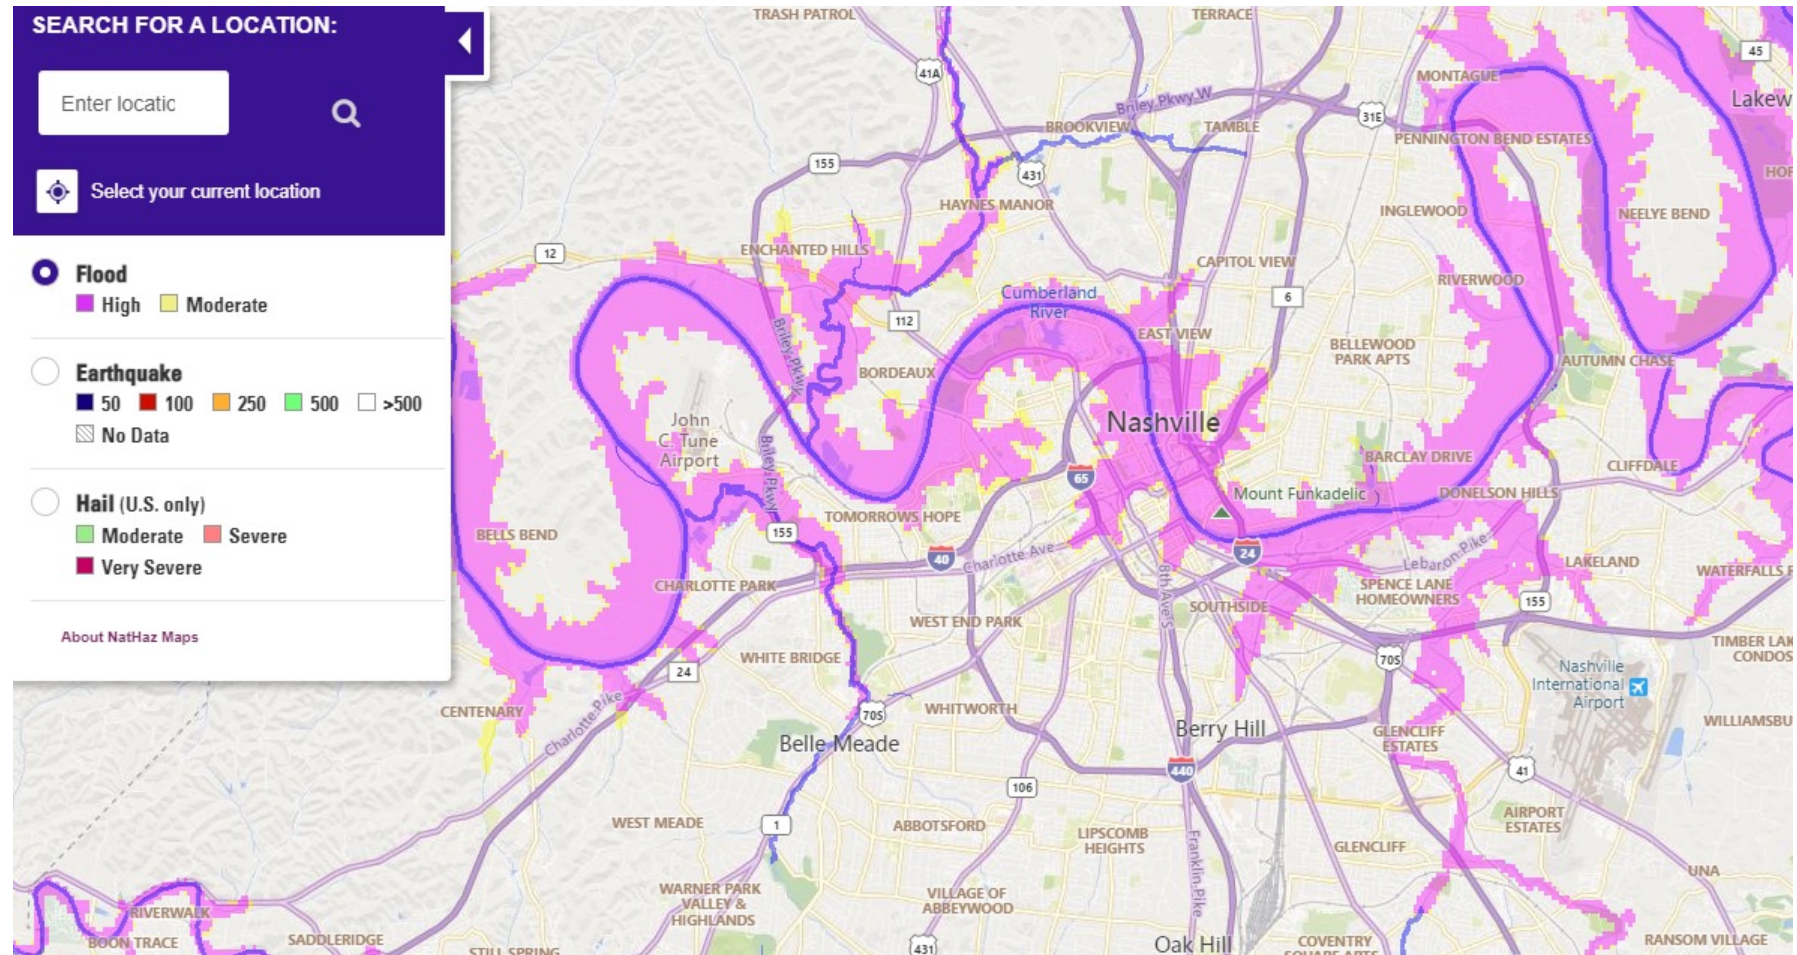 SEARCH FOR A LOCATION:
Enter locatic
Select your current location
Flood
High Moderate
Earthquake
50 100 250 500 >500
No Data
Hail (U.S. only)
Moderate Severe
Very Severe
About NatHaz Maps
TRASH PATROL
TERRACE
45
41A
MONTAGUE
Lakew
Briley Pkwy W
31E
BROOKVIEW
TAMBLE
PENNINGTON BEND ESTATES
155
431
HAYNES MANOR
INGLEWOOD
NEELYE BEND
12
ENCHANTED HILLS
CAPITOL VIEW
RIVERWOOD
Cumberland
River
6
112
EAST VIEW
Briley Pkwy
BELLEWOOD
PARK APTS
AUTUMN CHASE
BORDEAUX
John
C. Tune
Airport
Nashville
Briley Pkwy
BARCLAY DRIVE
CLIFFDALE
65
Mount Funkadelic
DONELSON HILLS
TOMORROWS HOPE
BELLS BEND
155
40
Charlotte Ave
24
Lebanon Pike
LAKELAND
WATERFALLS
CHARLOTTE PARK
8th Ave S
SPENCE LANE
HOMEOWNERS
155
SOUTHSIDE
WEST END PARK
TIMBER LAK
CONDOS
WHITE BRIDGE
24
70S
Nashville
International
Airport
CENTENARY
Charlotte Pike
70S
WHITWORTH
WILLIAMSBU
Belle Meade
Berry Hill
GLENCLIFF
ESTATES
440
41
106
WEST MEADE
1
ABBOTSFORD
LIPSCOMB
HEIGHTS
AIRPORT
ESTATES
GLENCLIFF
Franklin Pike
UNA
WARNER PARK
VALLEY &
HIGHLANDS
VILLAGE OF
ABBEYWOOD
RIVERWALK
BOON TRACE
SADDLERIDGE
STILL SPRING
431
Oak Hill
COVENTRY
SQUARE APTS
RANSOM VILLAGE